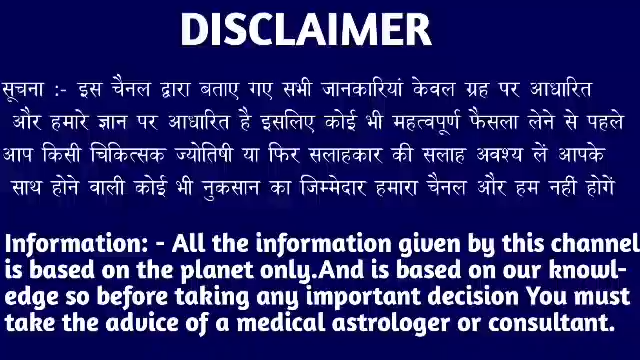 DISCLAIMER
सूचना :- इस चैनल द्वारा बताए गए सभी जानकारियां केवल ग्रह पर आधारित
और हमारे ज्ञान पर आधारित है इसलिए कोई भी महत्वपूर्ण फैसला लेने से पहले
आप किसी चिकित्सक ज्योतिषी या फिर सलाहकार की सलाह अवश्य लें आपके
साथ होने वाली कोई भी नुकसान का जिम्मेदार हमारा चैनल और हम नहीं होगें
Information: - All the information given by this channel
is based on the planet only.And is based on our knowl-
edge so before taking any important decision You must
take the advice of a medical astrologer or consultant.